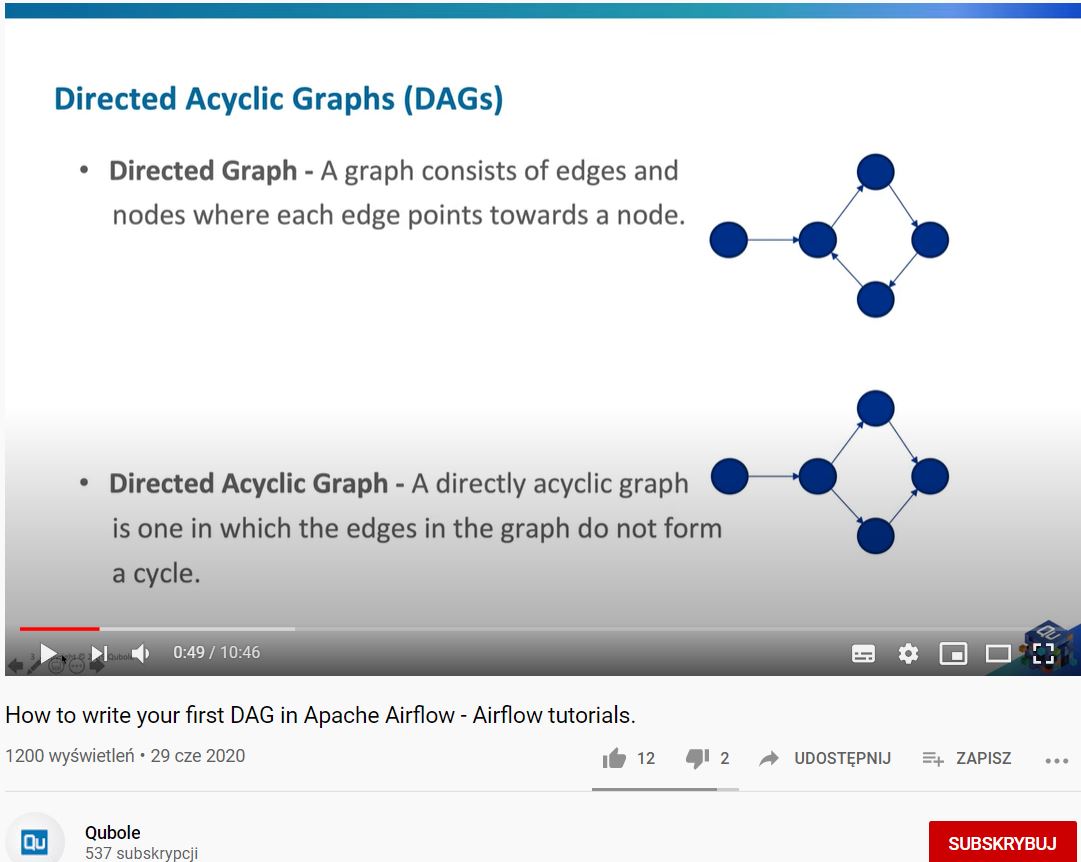 Directed Acyclic Graphs (DAGs)
• Directed Graph - A graph consists of edges and
nodes where each edge points towards a node.
• Directed Acyclic Graph - A directly acyclic graph
is one in which the edges in the graph do not form
a cycle.
3
Qubole
0:49 / 10:46
How to write your first DAG in Apache Airflow - Airflow tutorials.
1200 wyświetleń • 29 cze 2020
12
2
UDOSTĘPNIJ
ZAPISZ
Qu
Qubole
537 subskrypcji
SUBSKRYBUJ